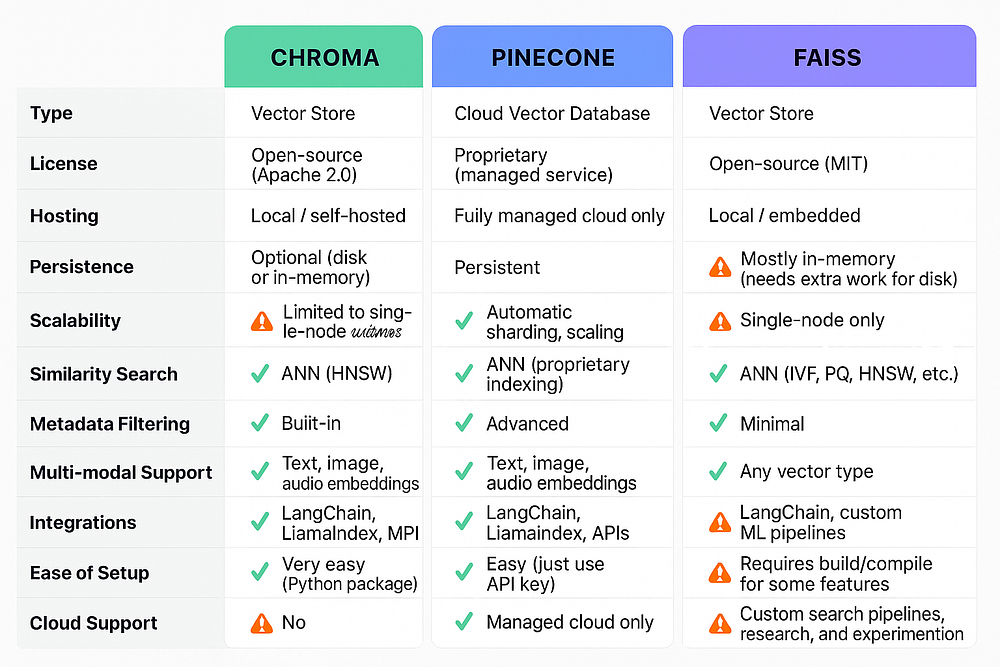 CHROMA PINECONE FAISS
Type Vector Store Cloud Vector Database Vector Store
License Open-source Proprietary Open-source (MIT)
(Apache 2.0) (managed service)
Hosting Local / self-hosted Fuily managed cloud only Local / embedded
Persistence Optional (disk Persistent Mostly in-memory
or in-memory) (needs extra work for disk)
Scalability Limited to sing- Automatic Single-node only
le-node sharding, scaling
Similarity Search ANN (HNSW) ANN (proprietary ANN (IVF, PQ, HNSW, etc.)
indexing)
Metadata Filtering Buiit-in Advanced Minimal
Multi-modal Support Text, image, Text, image, Any vector type
audio embeddings audio embeddings
Integrations LangChain, LangChain, LangChain, custom
LiamaIndex, MPI Liamaindex, APIs ML pipelines
Ease of Setup Very easy Easy (just use Requires build/compile
(Python package) API key) for some features
Cloud Support No Managed cloud only Custom search pipelines,
research, and experimention